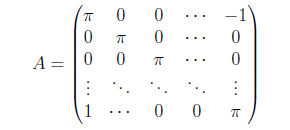 A = ⎛ π 0 0 ⋯ −1 ⎞
0 π 0 ⋯ 0
0 0 π ⋯ 0
⋮ ⋱ ⋱ ⋱ ⋮
1 ⋯ 0 0 π